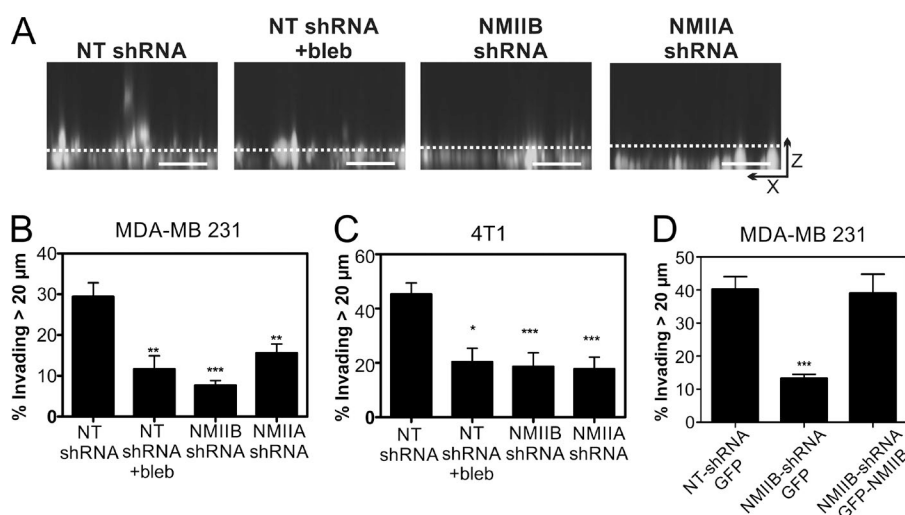 A
NT shRNA
NT shRNA
+bleb
NMIIB
shRNA
NMIIA
shRNA
Z
X
B
MDA-MB 231
% Invading > 20 µm
40
30
20
10
0
NT
shRNA
NT
shRNA
+bleb
NMIIB
shRNA
NMIIA
shRNA
**
***
**
C
4T1
% Invading > 20 µm
60
40
20
0
NT
shRNA
NT
shRNA
+bleb
NMIIB
shRNA
NMIIA
shRNA
*
***
***
D
MDA-MB 231
% Invading > 20 µm
50
40
30
20
10
0
***
NT-shRNA
GFP
NMIIB-shRNA
GFP
NMIIB-shRNA
GFP-NMIIB